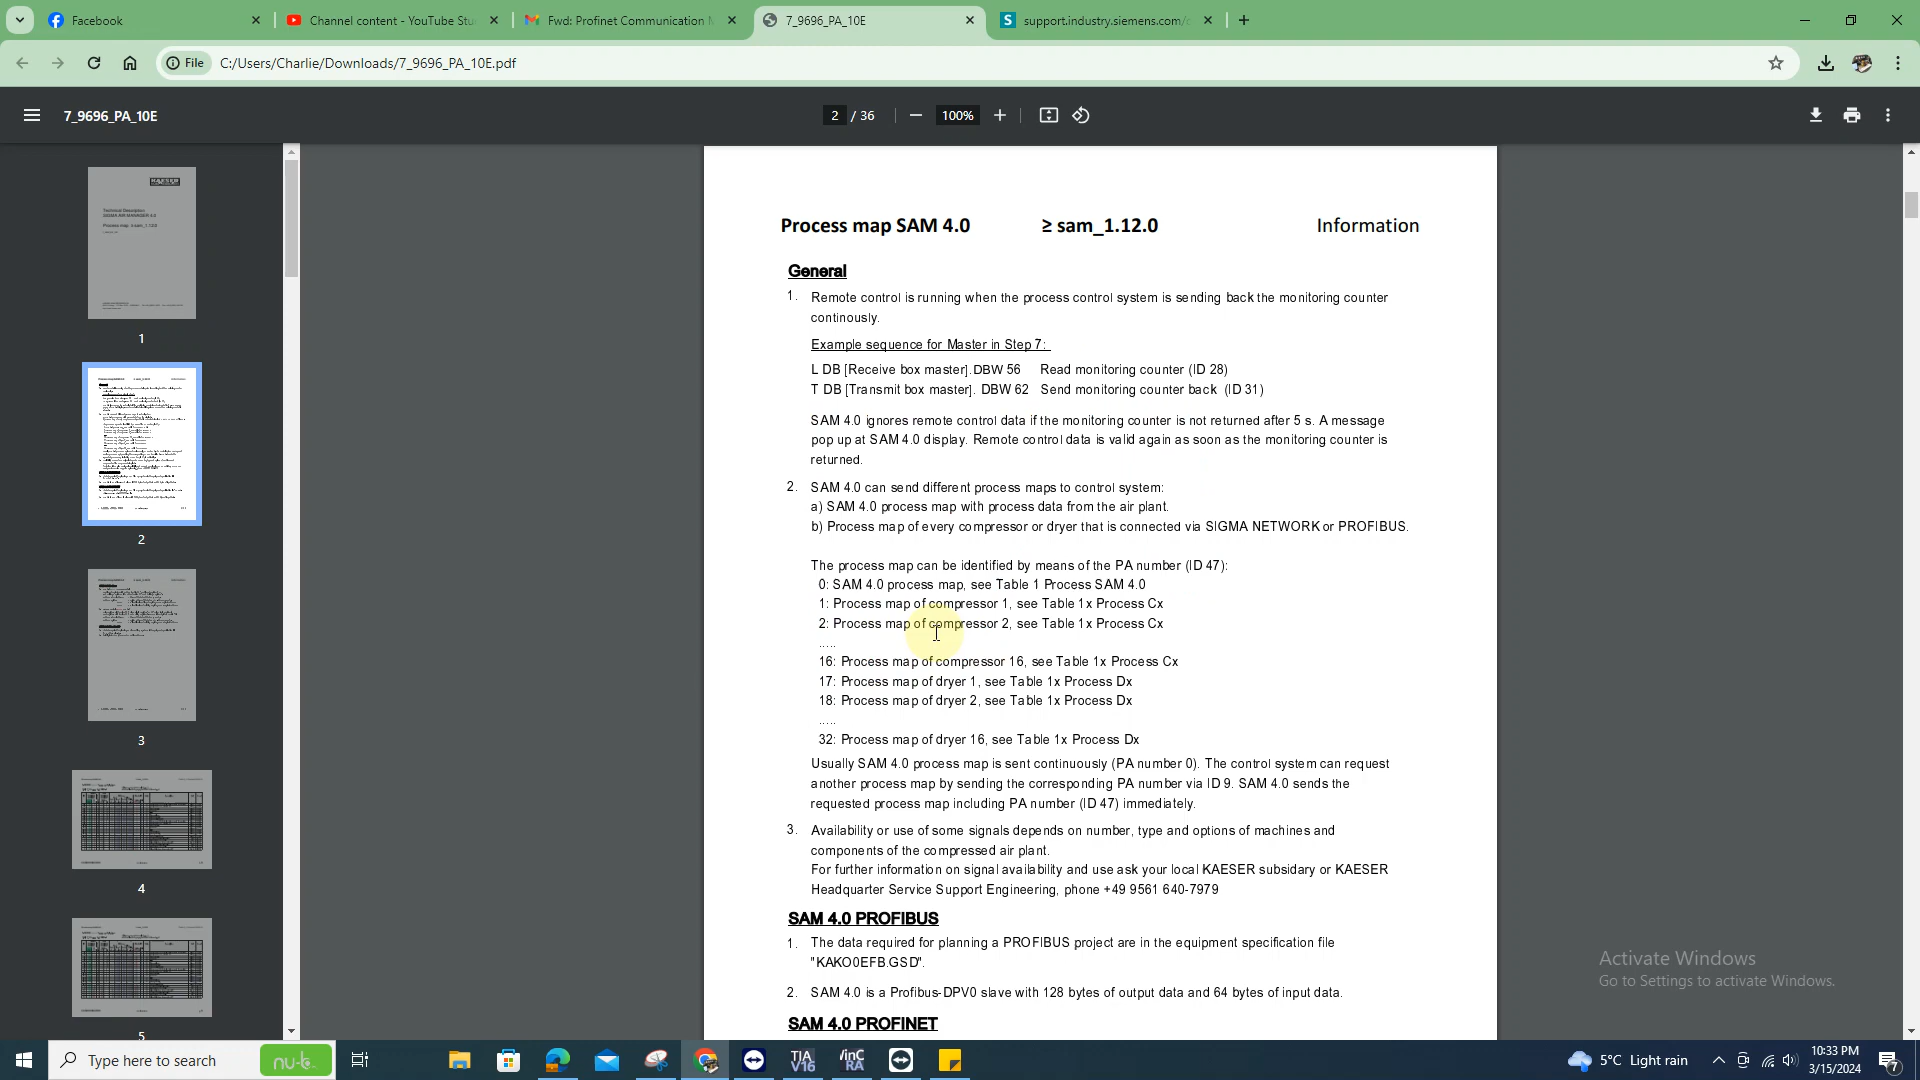 Facebook
Channel content - YouTube Stu
Fwd: Profinet Communication M
7_9696_PA_10E
support.industry.siemens.com/c
File
C:/Users/Charlie/Downloads/7_9696_PA_10E.pdf
7_9696_PA_10E
2 / 36
100%
1
2
3
4
5
Process map SAM 4.0 ≥ sam_1.12.0 Information
General
1. Remote control is running when the process control system is sending back the monitoring counter
continously.
Example sequence for Master in Step 7:
L DB [Receive box master]. DBW 56 Read monitoring counter (ID 28)
T DB [Transmit box master]. DBW 62 Send monitoring counter back (ID 31)
SAM 4.0 ignores remote control data if the monitoring counter is not returned after 5 s. A message
pop up at SAM 4.0 display. Remote control data is valid again as soon as the monitoring counter is
returned.
2. SAM 4.0 can send different process maps to control system:
a) SAM 4.0 process map with process data from the air plant.
b) Process map of every compressor or dryer that is connected via SIGMA NETWORK or PROFIBUS.
The process map can be identified by means of the PA number (ID 47):
0: SAM 4.0 process map, see Table 1 Process SAM 4.0
1: Process map of compressor 1, see Table 1x Process Cx
2: Process map of compressor 2, see Table 1x Process Cx
.....
16: Process map of compressor 16, see Table 1x Process Cx
17: Process map of dryer 1, see Table 1x Process Dx
18: Process map of dryer 2, see Table 1x Process Dx
.....
32: Process map of dryer 16, see Table 1x Process Dx
Usually SAM 4.0 process map is sent continuously (PA number 0). The control system can request
another process map by sending the corresponding PA number via ID 9. SAM 4.0 sends the
requested process map including PA number (ID 47) immediately.
3. Availability or use of some signals depends on number, type and options of machines and
components of the compressed air plant.
For further information on signal availability and use ask your local KAESER subsidary or KAESER
Headquarter Service Support Engineering, phone +49 9561 640-7979
SAM 4.0 PROFIBUS
1. The data required for planning a PROFIBUS project are in the equipment specification file
"KAKO0EFB.GSD".
2. SAM 4.0 is a Profibus-DPV0 slave with 128 bytes of output data and 64 bytes of input data.
SAM 4.0 PROFINET
Activate Windows
Go to Settings to activate Windows.
Type here to search
TIA V16
WinC RA
5°C Light rain
10:33 PM
3/15/2024
7